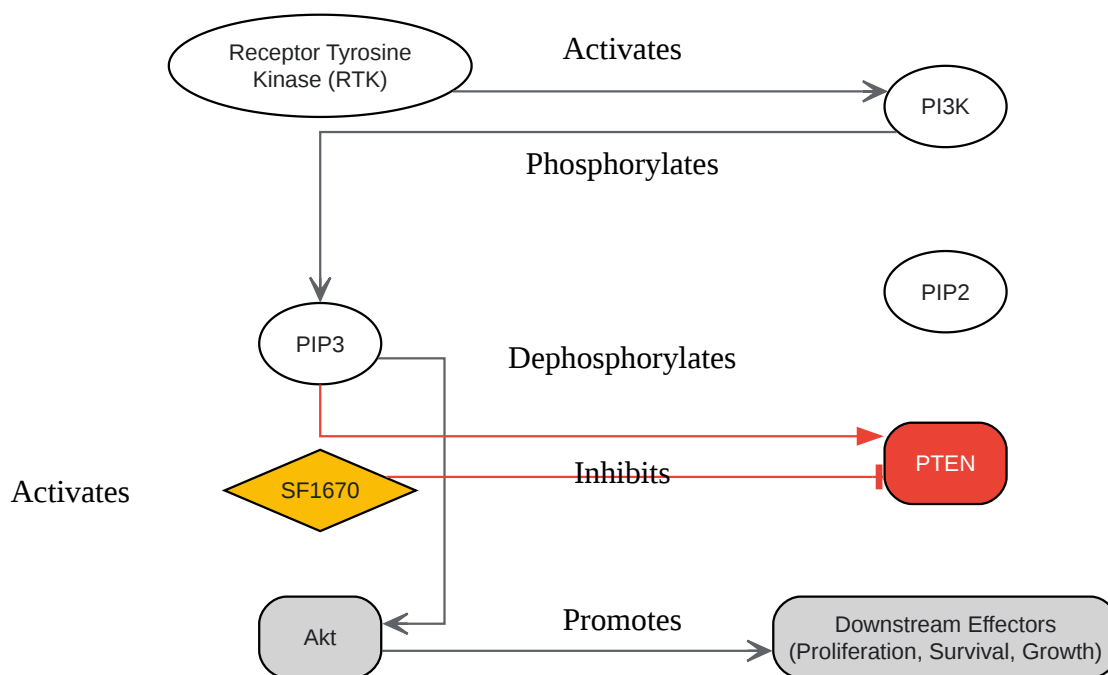 Receptor Tyrosine
Kinase (RTK)
Activates
PI3K
Phosphorylates
PIP2
PIP3
Dephosphorylates
PTEN
Inhibits
SF1670
Activates
Akt
Promotes
Downstream Effectors
(Proliferation, Survival, Growth)